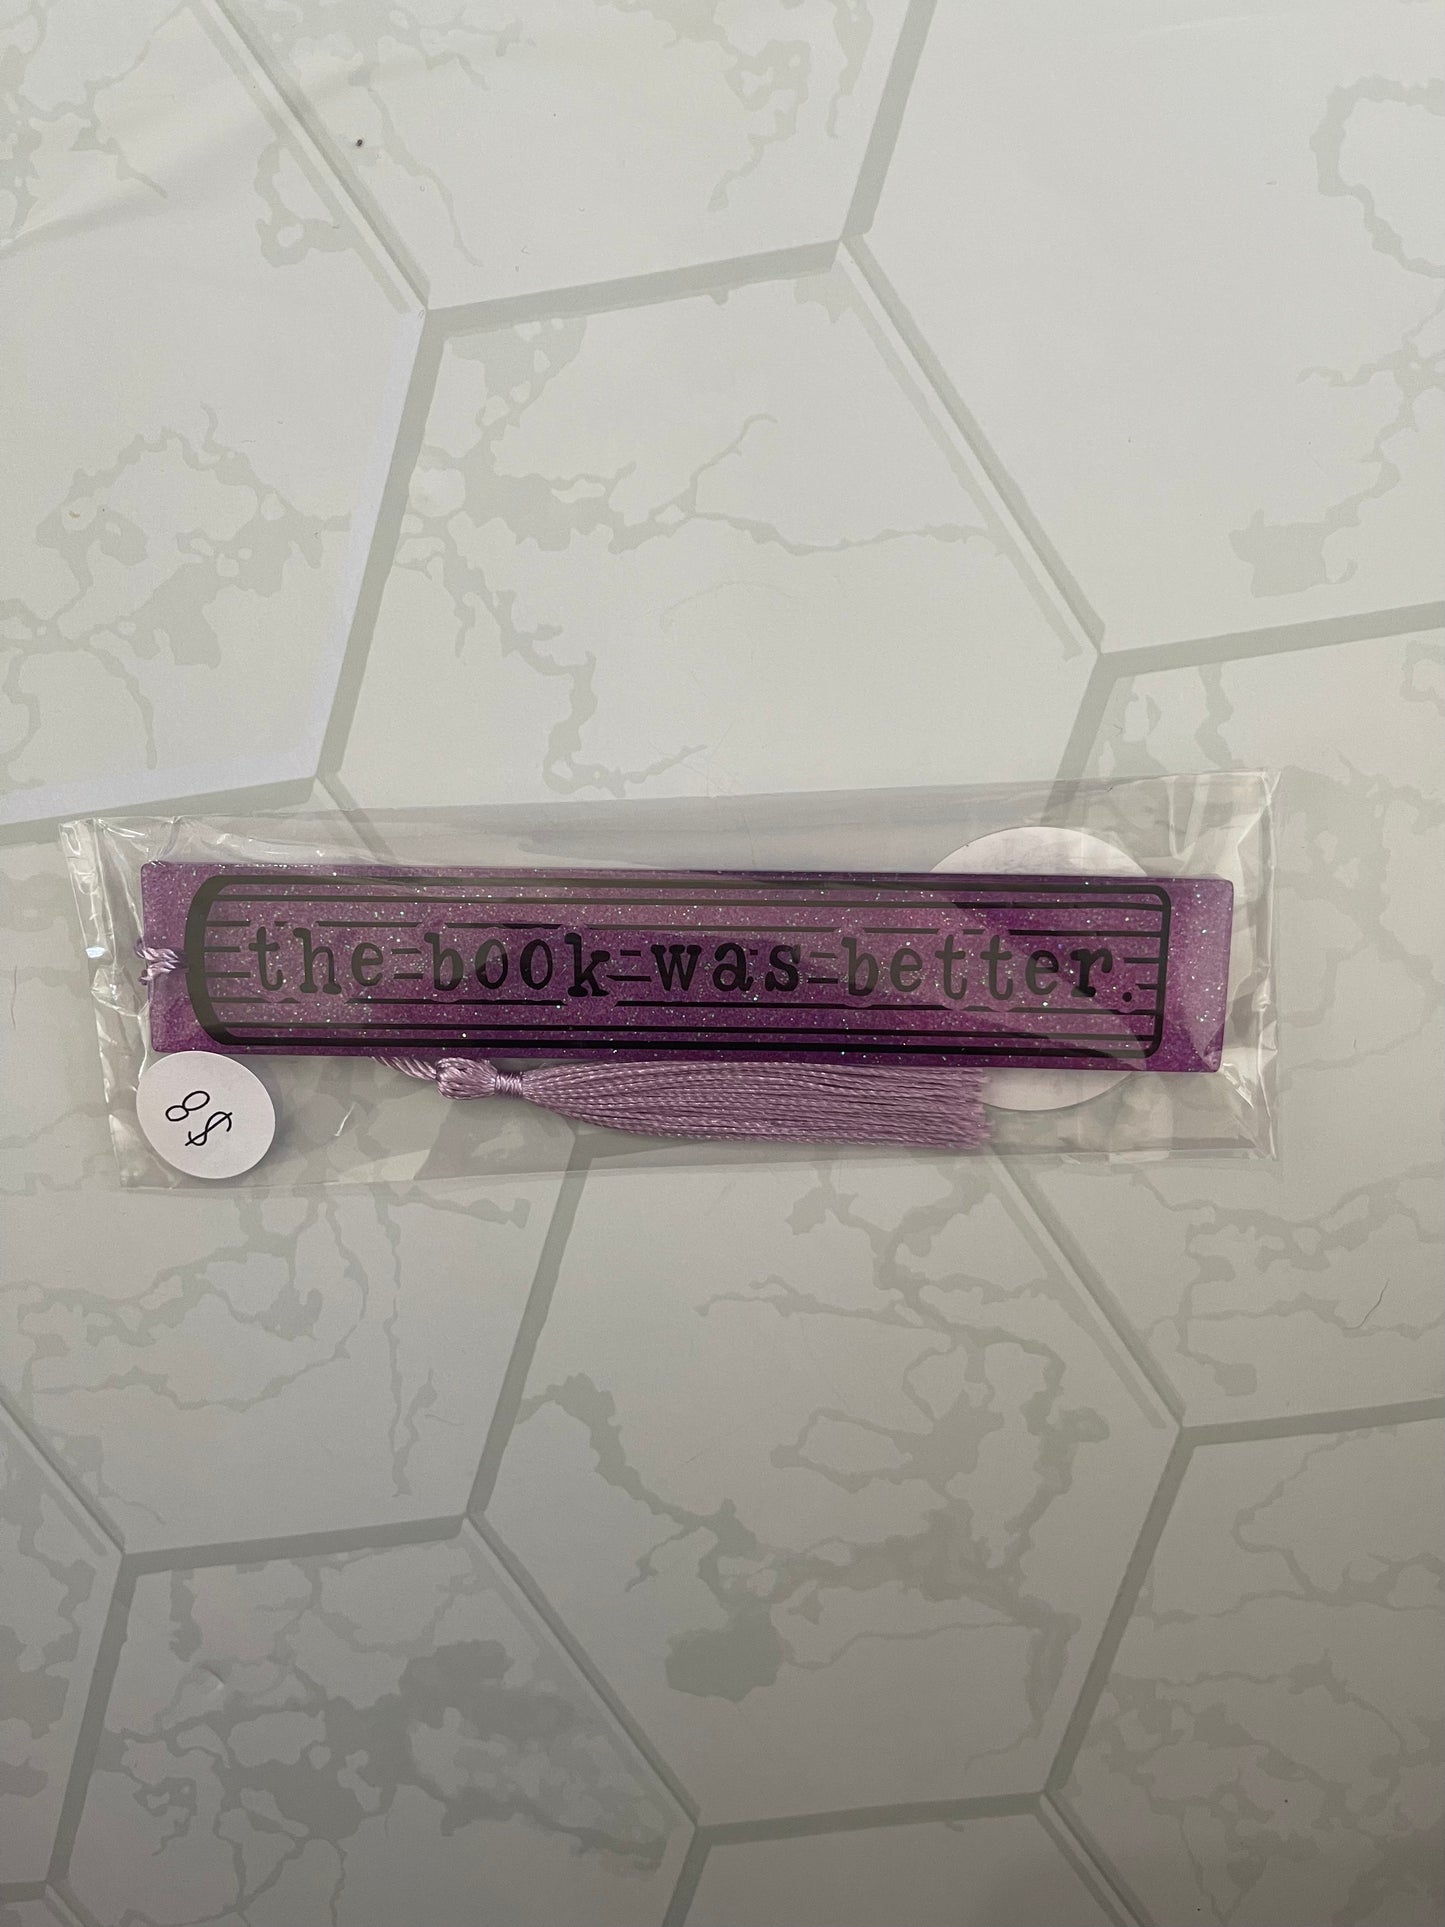 the book was better.
$8